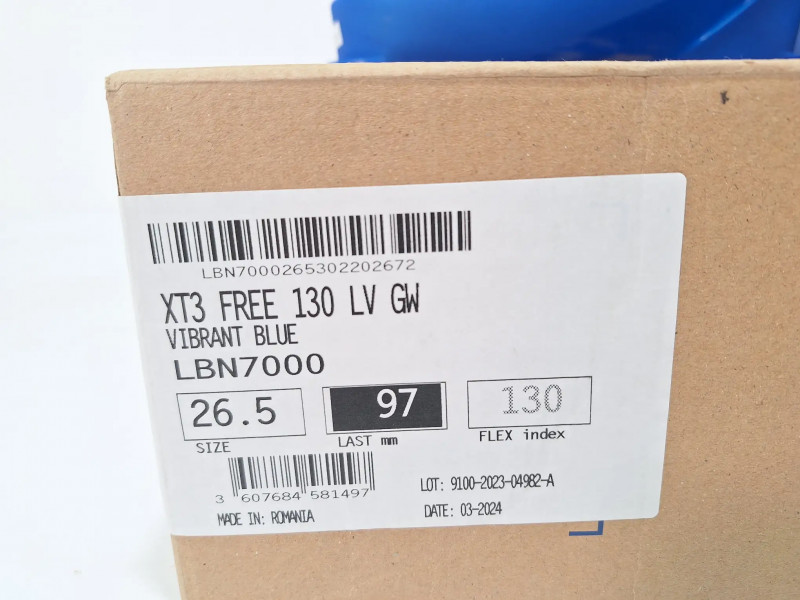 LBN7000265302202672
XT3 FREE 130 LV GW
VIBRANT BLUE
LBN7000
26.5 97 130
SIZE LAST mm FLEX index
3 607684 581497
LOT: 9100-2023-04982-A
MADE IN: ROMANIA
DATE: 03-2024